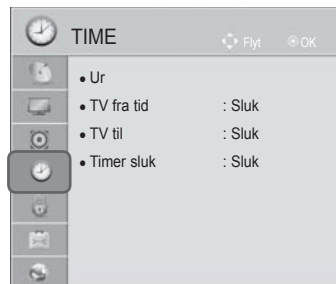 TIME Flyt OK
• Ur
• TV fra tid : Sluk
• TV til : Sluk
• Timer sluk : Sluk